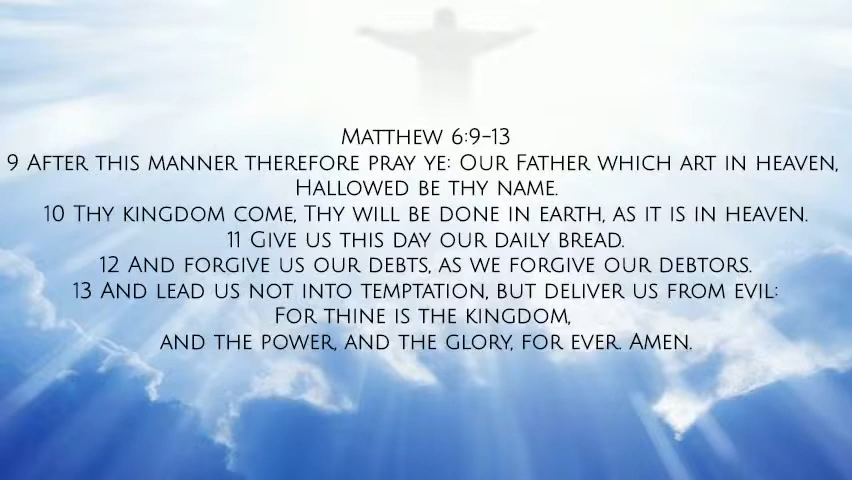 Matthew 6:9-13
9 After this manner therefore pray ye: Our Father which art in heaven,
Hallowed be thy name.
10 Thy kingdom come, Thy will be done in earth, as it is in heaven.
11 Give us this day our daily bread.
12 And forgive us our debts, as we forgive our debtors.
13 And lead us not into temptation, but deliver us from evil:
For thine is the kingdom,
and the power, and the glory, for ever. Amen.